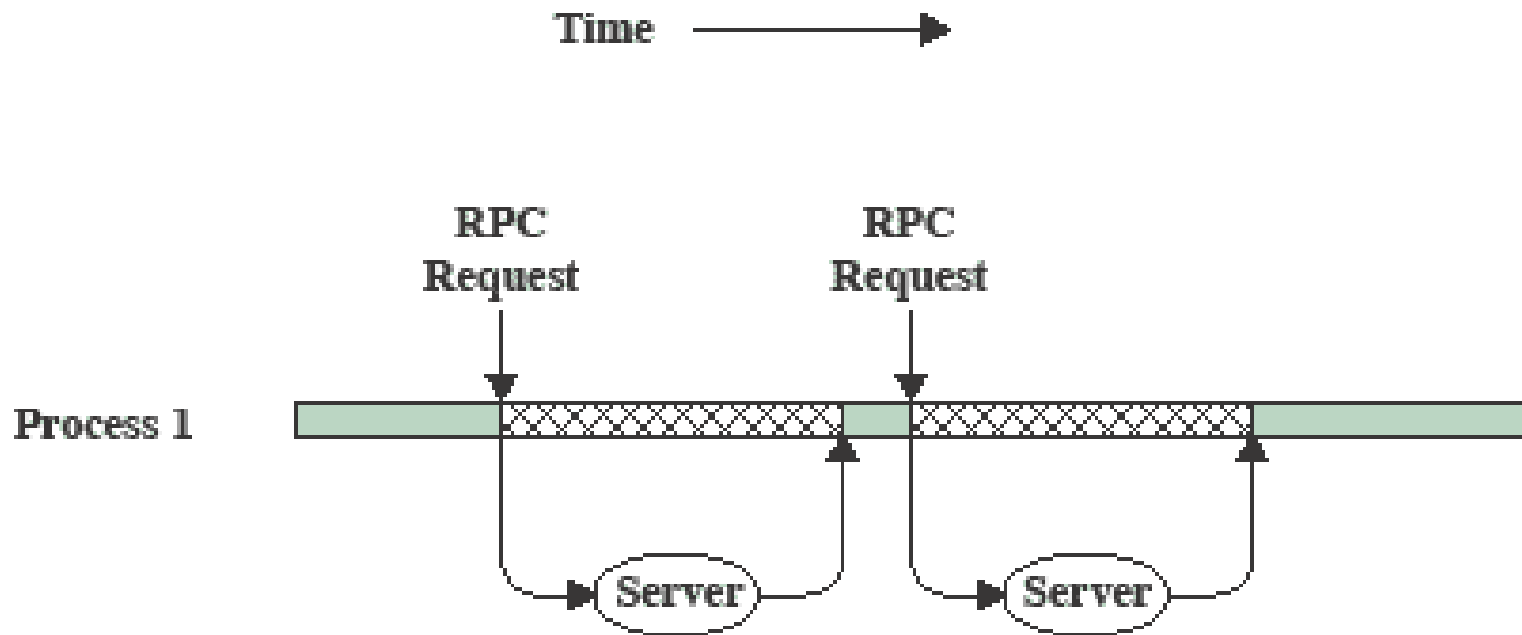 Time
RPC
Request
RPC
Request
Process 1
Server
Server